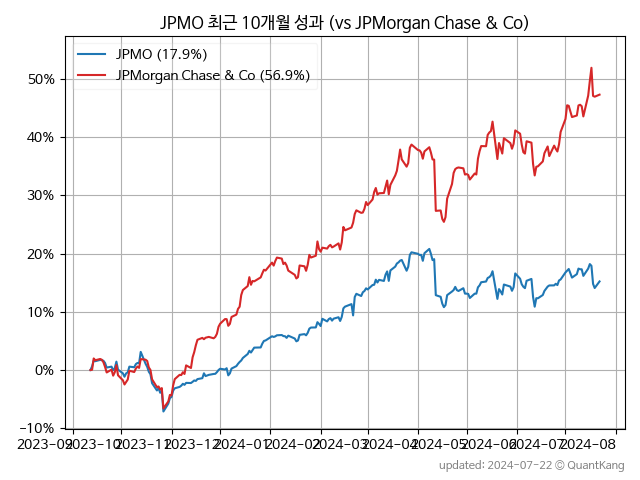 JPMO 최근 10개월 성과 (vs JPMorgan Chase & Co)
JPMO (17.9%)
JPMorgan Chase & Co (56.9%)
50%
40%
30%
20%
10%
0%
−10%
2023-09 2023-10 2023-11 2023-12 2024-01 2024-02 2024-03 2024-04 2024-05 2024-06 2024-07 2024-08
updated: 2024-07-22 © QuantKang